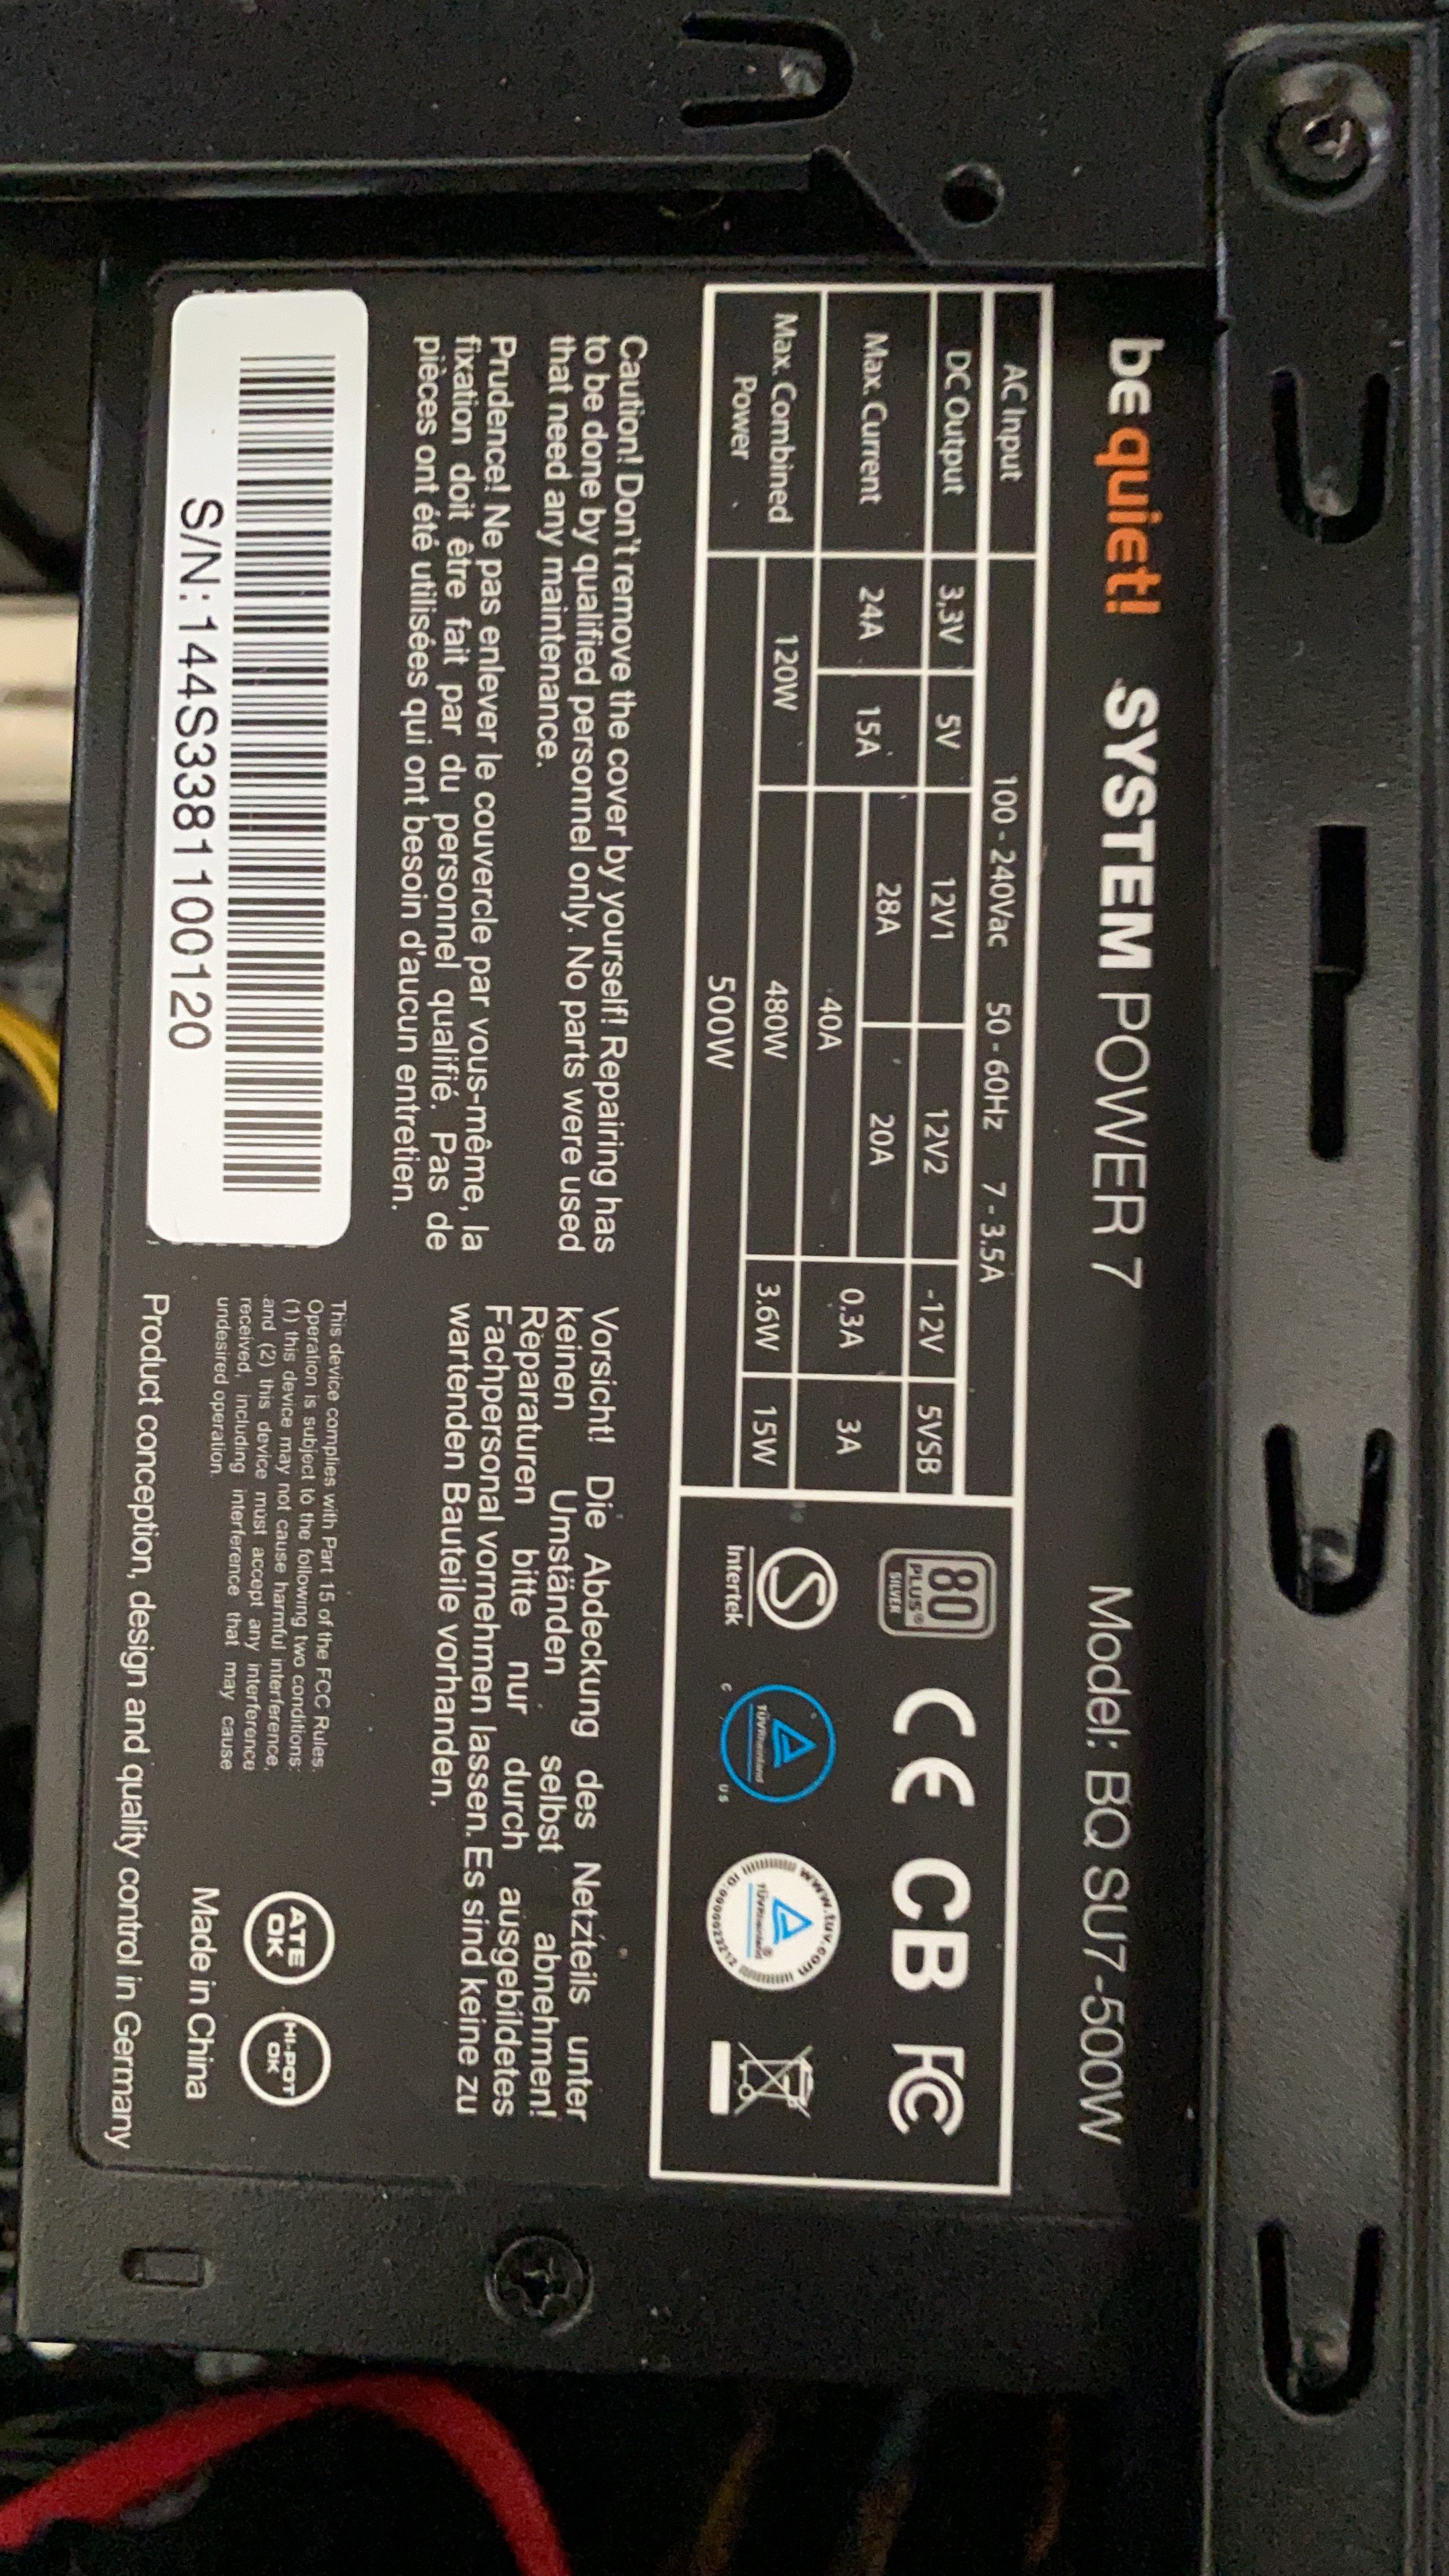 be quiet! SYSTEM POWER 7 Model: BQ SU7-500W
AC Input 100 - 240Vac 50 - 60Hz 7 - 3.5A
DC Output 3,3V 5V 12V1 12V2 -12V 5VSB
Max. Current 24A 15A 28A 20A 0.3A 3A
40A
Max. Combined Power 120W 480W 3.6W 15W
500W
80 PLUS® SILVER
CE CB FC
S Intertek
TÜVRheinland
C US
www.tuv.com
TÜVRheinland®
ID:0000023212
Caution! Don't remove the cover by yourself! Repairing has
to be done by qualified personnel only. No parts were used
that need any maintenance.
Prudence! Ne pas enlever le couvercle par vous-même, la
fixation doit être fait par du personnel qualifié. Pas de
pièces ont été utilisées qui ont besoin d'aucun entretien.
Vorsicht! Die Abdeckung des Netzteils unter
keinen Umständen selbst abnehmen!
Reparaturen bitte nur durch ausgebildetes
Fachpersonal vornehmen lassen. Es sind keine zu
wartenden Bauteile vorhanden.
S/N: 144S3381100120
This device complies with Part 15 of the FCC Rules.
Operation is subject to the following two conditions:
(1) this device may not cause harmful interference,
and (2) this device must accept any interference
received, including interference that may cause
undesired operation.
ATE OK
HI-POT OK
Made in China
Product conception, design and quality control in Germany